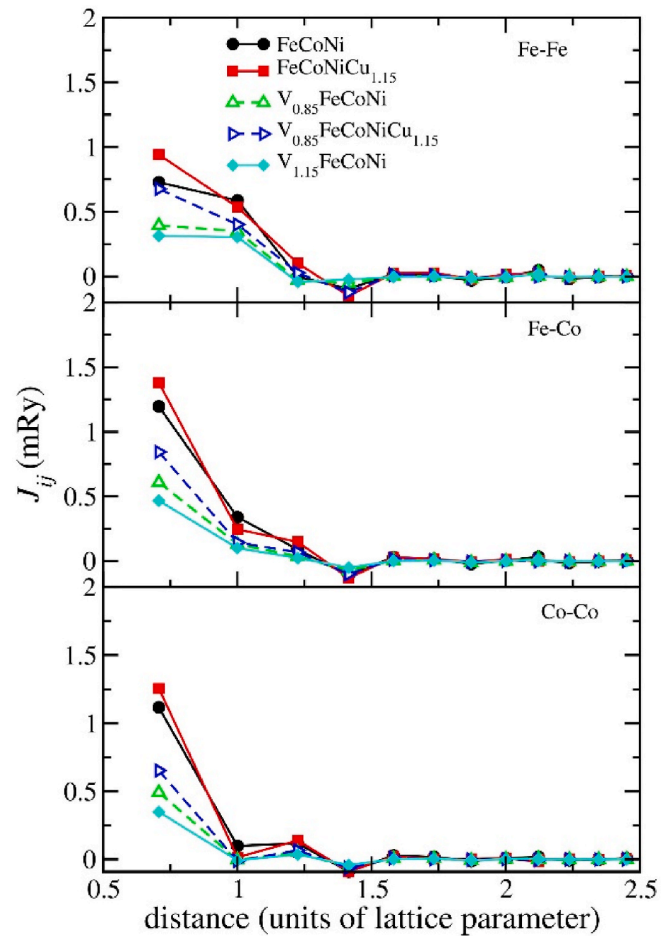 2
Fe-Fe
FeCoNi
FeCoNiCu1.15
V0.85FeCoNi
V0.85FeCoNiCu1.15
V1.15FeCoNi
1.5
1
0.5
0
2
Fe-Co
1.5
1
0.5
0
2
Co-Co
1.5
1
0.5
0
Jij (mRy)
0.5 1 1.5 2 2.5
distance (units of lattice parameter)